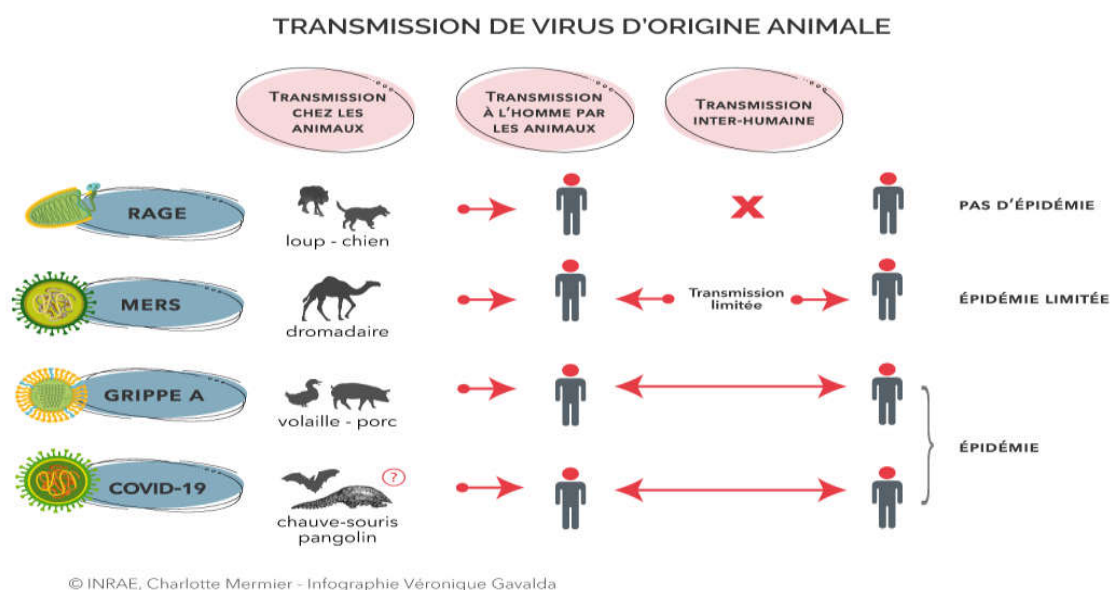 TRANSMISSION DE VIRUS D'ORIGINE ANIMALE
TRANSMISSION
CHEZ LES
ANIMAUX
TRANSMISSION
À L'HOMME PAR
LES ANIMAUX
TRANSMISSION
INTER-HUMAINE
RAGE
loup - chien
PAS D'ÉPIDÉMIE
MERS
dromadaire
Transmission
limitée
ÉPIDÉMIE LIMITÉE
GRIPPE A
volaille - porc
ÉPIDÉMIE
COVID-19
?
chauve-souris
pangolin
© INRAE, Charlotte Mermier - Infographie Véronique Gavalda